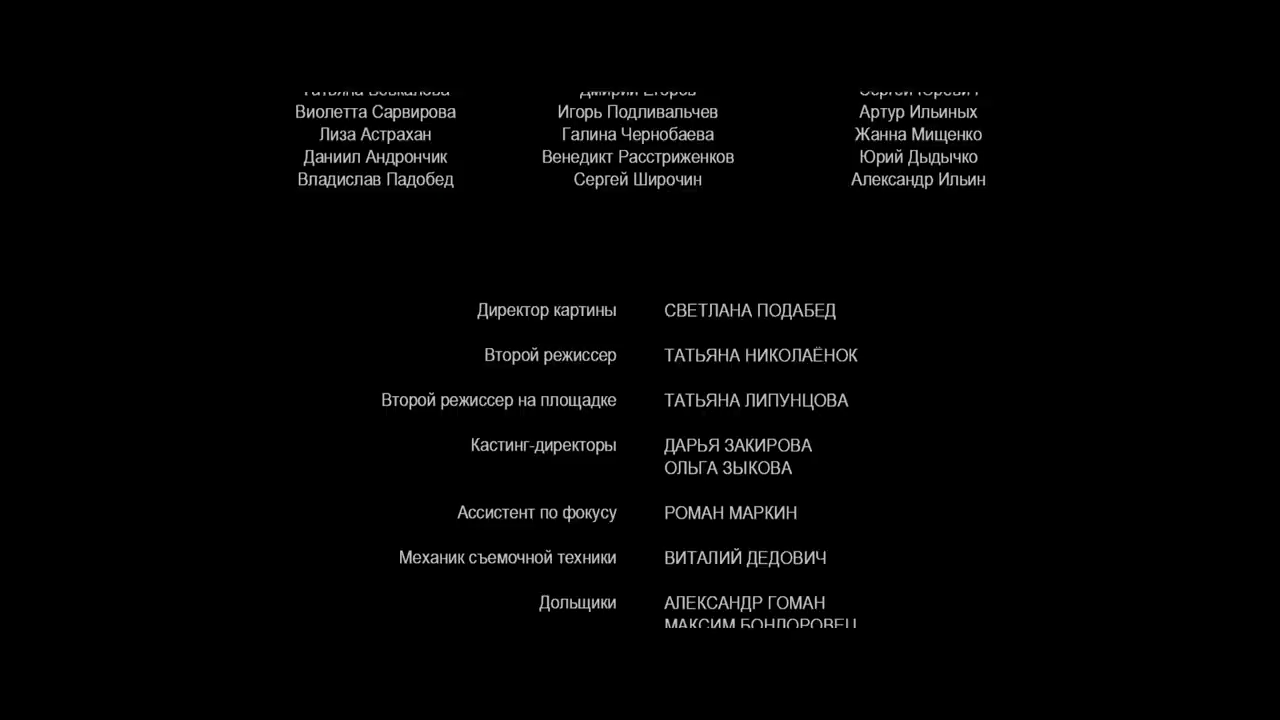 Виолетта Сарвирова Игорь Подливальчев Артур Ильиных
Лиза Астрахан Галина Чернобаева Жанна Мищенко
Даниил Андрончик Венедикт Расстриженков Юрий Дыдычко
Владислав Падобед Сергей Широчин Александр Ильин
Директор картины СВЕТЛАНА ПОДАБЕД
Второй режиссер ТАТЬЯНА НИКОЛАЁНОК
Второй режиссер на площадке ТАТЬЯНА ЛИПУНЦОВА
Кастинг-директоры ДАРЬЯ ЗАКИРОВА
ОЛЬГА ЗЫКОВА
Ассистент по фокусу РОМАН МАРКИН
Механик съемочной техники ВИТАЛИЙ ДЕДОВИЧ
Дольщики АЛЕКСАНДР ГОМАН
МАКСИМ БОНДОРОВЕЦ